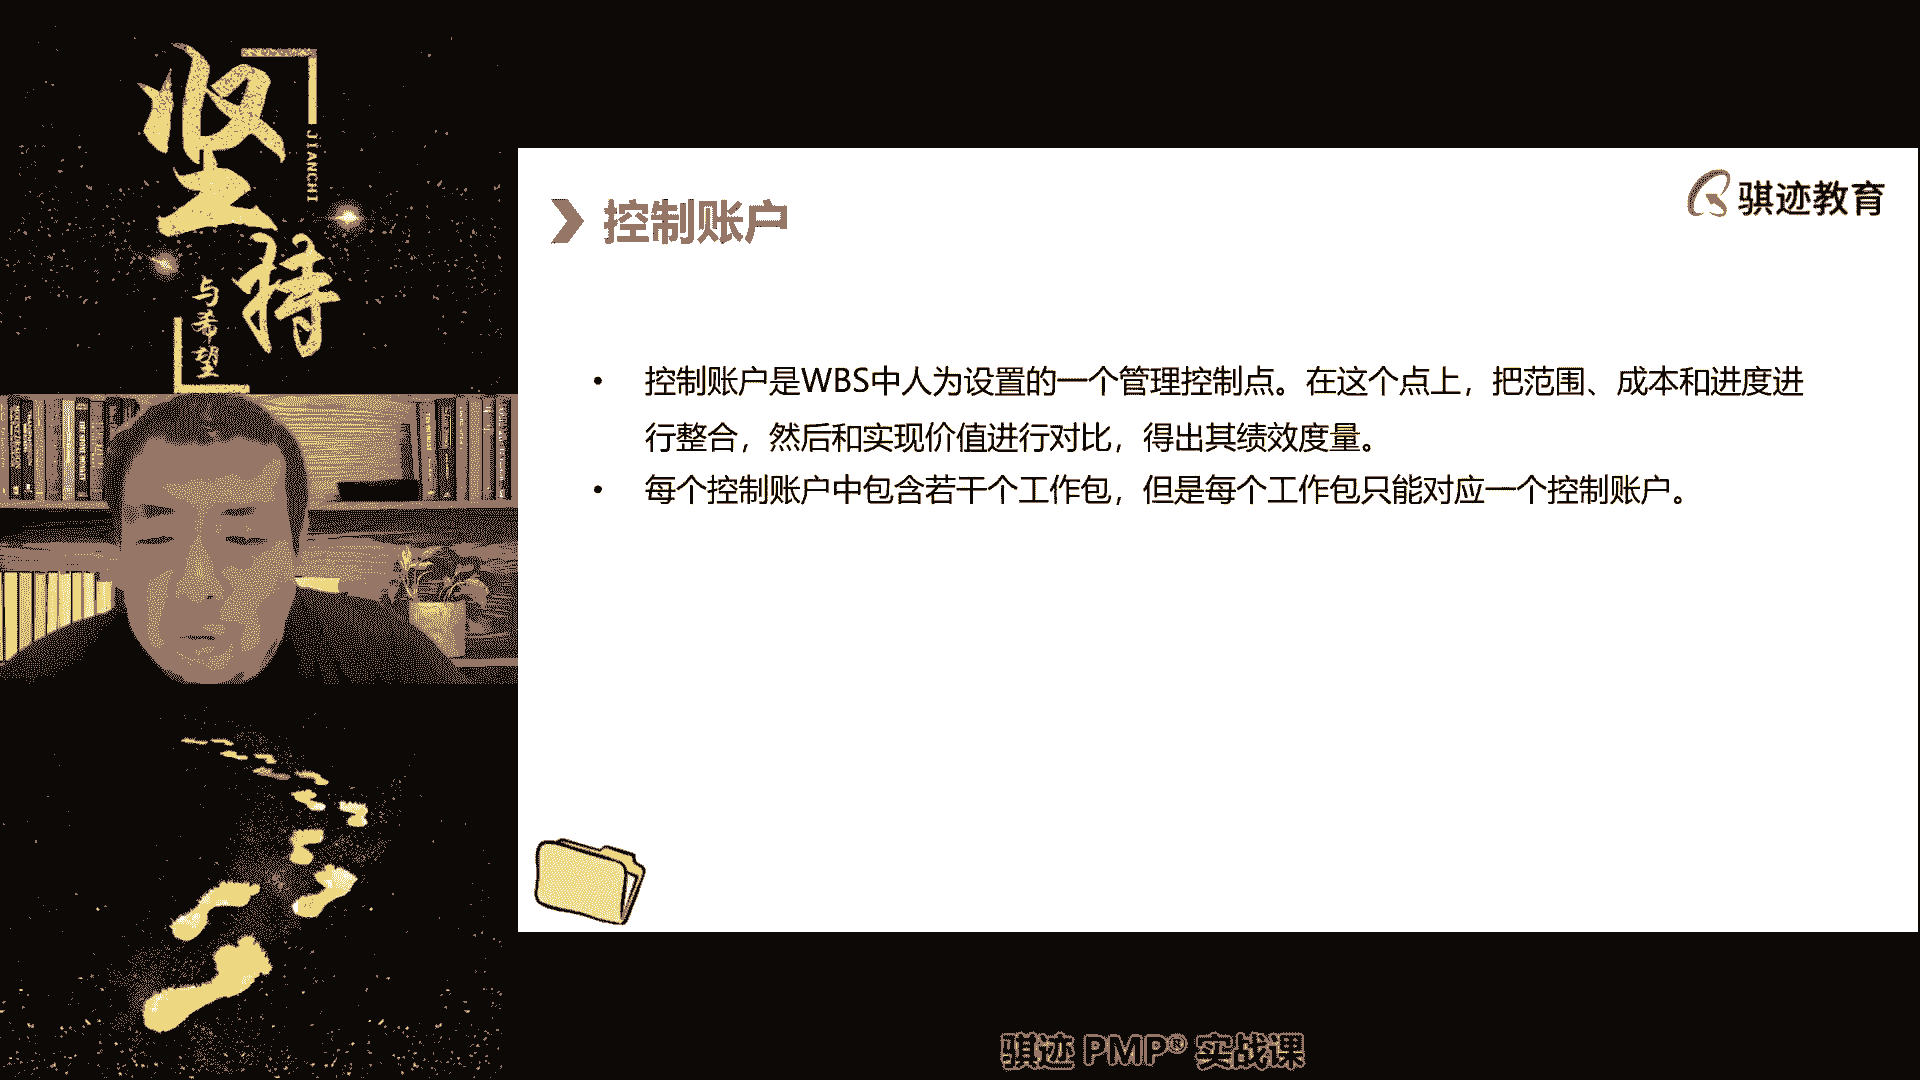 坚持
JIANCHI
与希望
骐迹教育
控制账户
• 控制账户是WBS中人为设置的一个管理控制点。在这个点上，把范围、成本和进度进
行整合，然后和实现价值进行对比，得出其绩效度量。
• 每个控制账户中包含若干个工作包，但是每个工作包只能对应一个控制账户。
骐迹 PMP® 实战课